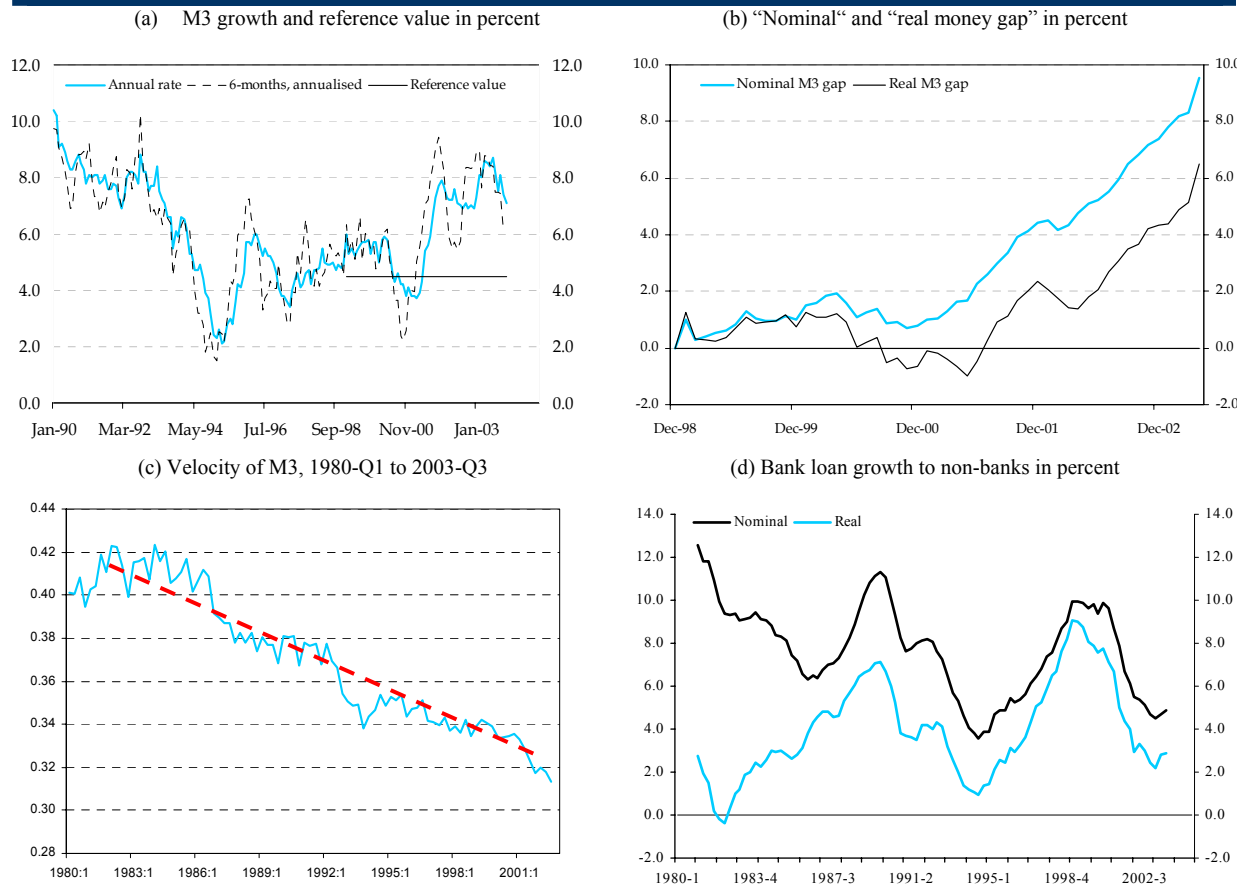 (a) M3 growth and reference value in percent
12.0 12.0
Annual rate 6-months, annualised Reference value
10.0 10.0
8.0 8.0
6.0 6.0
4.0 4.0
2.0 2.0
0.0 0.0
Jan-90 Mar-92 May-94 Jul-96 Sep-98 Nov-00 Jan-03
(b) “Nominal“ and “real money gap” in percent
10.0 10.0
Nominal M3 gap Real M3 gap
8.0 8.0
6.0 6.0
4.0 4.0
2.0 2.0
0.0 0.0
-2.0 -2.0
Dec-98 Dec-99 Dec-00 Dec-01 Dec-02
(c) Velocity of M3, 1980-Q1 to 2003-Q3
0.44
0.42
0.40
0.38
0.36
0.34
0.32
0.30
0.28
1980:1 1983:1 1986:1 1989:1 1992:1 1995:1 1998:1 2001:1
(d) Bank loan growth to non-banks in percent
14.0 14.0
Nominal Real
12.0 12.0
10.0 10.0
8.0 8.0
6.0 6.0
4.0 4.0
2.0 2.0
0.0 0.0
-2.0 -2.0
1980-1 1983-4 1987-3 1991-2 1995-1 1998-4 2002-3